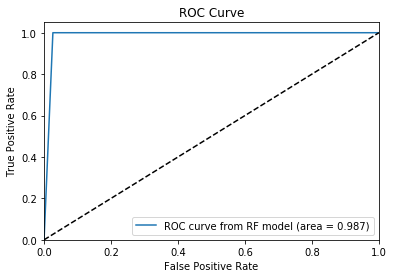 ROC Curve
1.0
0.8
0.6
0.4
0.2
0.0
True Positive Rate
ROC curve from RF model (area = 0.987)
0.0 0.2 0.4 0.6 0.8 1.0
False Positive Rate